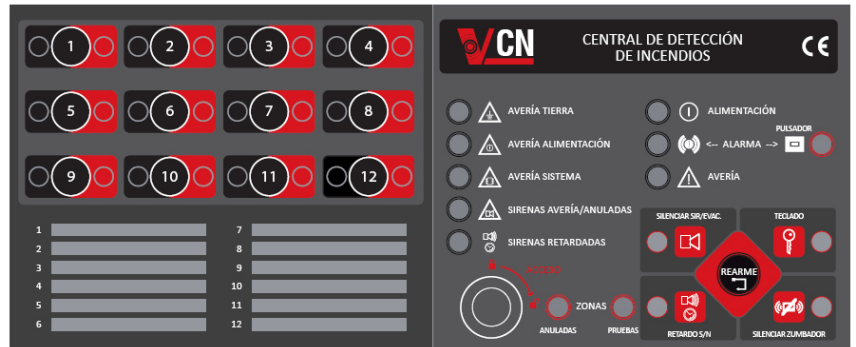 1 2 3 4
5 6 7 8
9 10 11 12
1 7
2 8
3 9
4 10
5 11
6 12
VCN
CENTRAL DE DETECCIÓN
DE INCENDIOS
CE
AVERÍA TIERRA
AVERÍA ALIMENTACIÓN
AVERÍA SISTEMA
SIRENAS AVERÍA/ANULADAS
SIRENAS RETARDADAS
ALIMENTACIÓN
PULSADOR
<-- ALARMA -->
AVERÍA
ACCESO
ZONAS
ANULADAS PRUEBAS
SILENCIAR SIR/EVAC. TECLADO
REARME
RETARDO S/N SILENCIAR ZUMBADOR